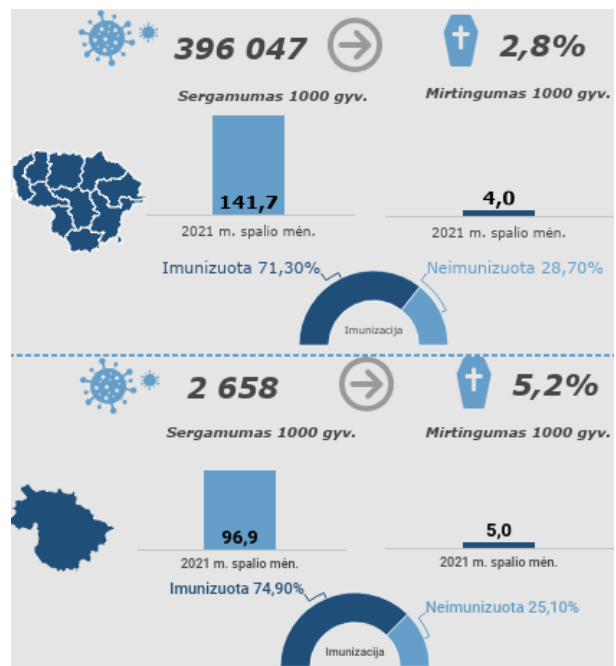 396 047
2,8%
Sergamumas 1000 gyv.
Mirtingumas 1000 gyv.
141,7
4,0
2021 m. spalio mėn.
2021 m. spalio mėn.
Imunizuota 71,30%
Neimunizuota 28,70%
Imunizacija
2 658
5,2%
Sergamumas 1000 gyv.
Mirtingumas 1000 gyv.
96,9
5,0
2021 m. spalio mėn.
2021 m. spalio mėn.
Imunizuota 74,90%
Neimunizuota 25,10%
Imunizacija